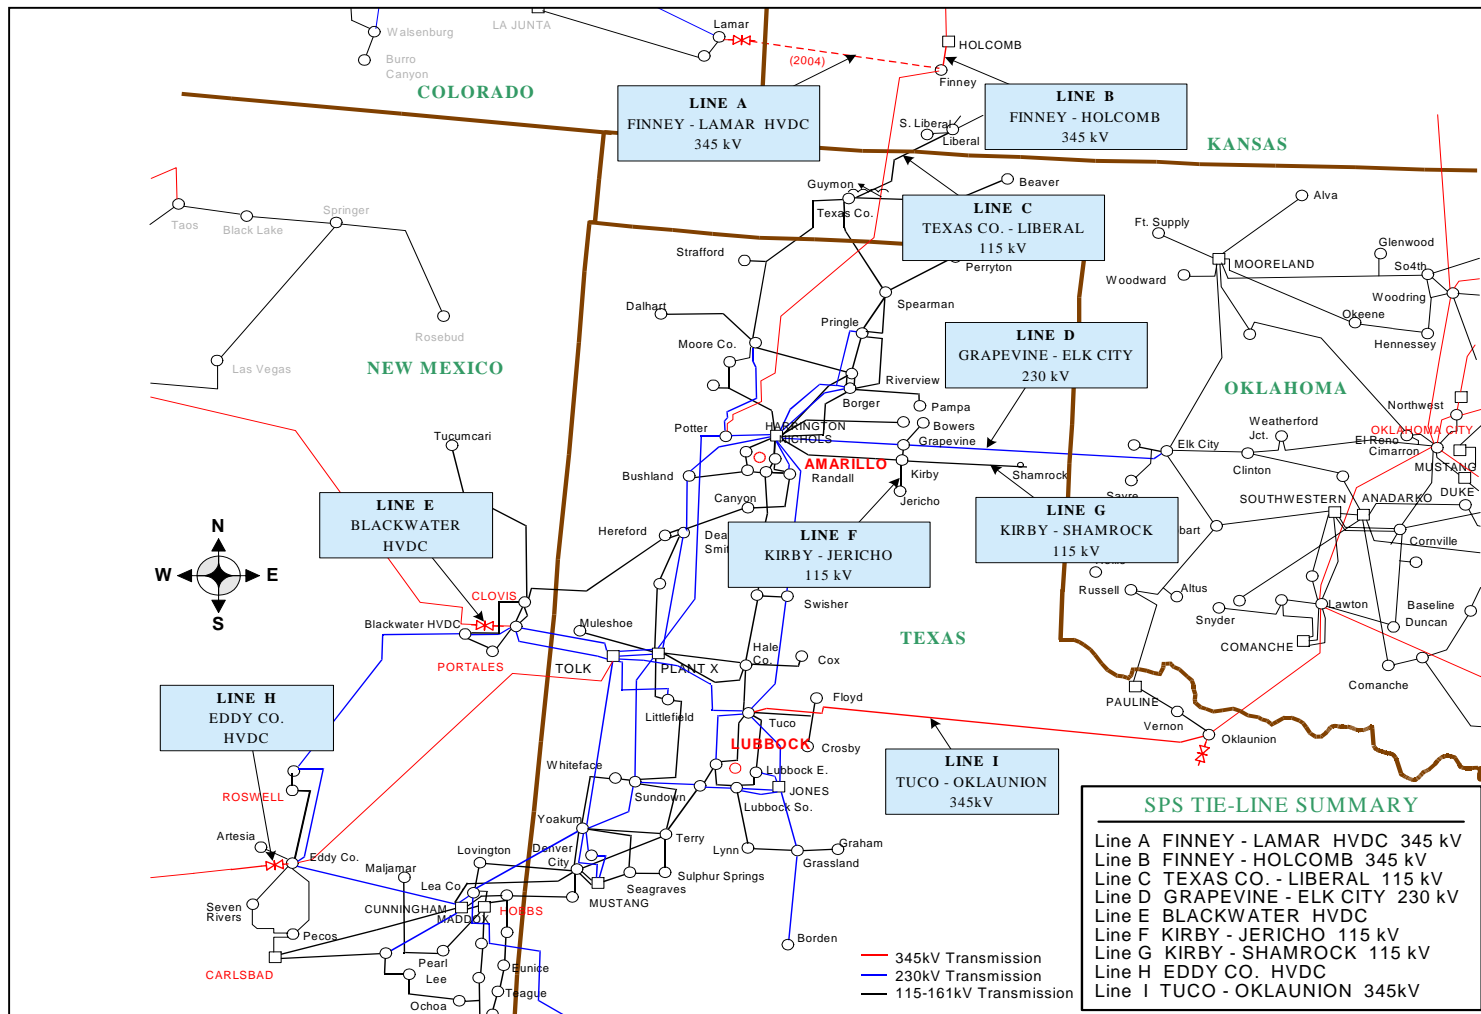 Walsenburg
LA JUNTA
Lamar
Burro
Canyon
(2004)
HOLCOMB
Finney
COLORADO
LINE A
FINNEY - LAMAR HVDC
345 kV
LINE B
FINNEY - HOLCOMB
345 kV
S. Liberal
Liberal
KANSAS
Guymon
Beaver
Texas Co.
LINE C
TEXAS CO. - LIBERAL
115 kV
Alva
Ft. Supply
Glenwood
So4th
MOORELAND
Woodward
Woodring
Okeene
Hennessey
Taos
Black Lake
Springer
Rosebud
Las Vegas
Strafford
Perryton
Spearman
Dalhart
Pringle
Moore Co.
LINE D
GRAPEVINE - ELK CITY
230 kV
NEW MEXICO
OKLAHOMA
Riverview
Borger
Pampa
Northwest
Potter
HARRINGTON
NICHOLS
Bowers
Grapevine
Weatherford
Jct.
OKLAHOMA CITY
El Reno
Cimarron
Tucumcari
Elk City
Clinton
MUSTANG
DUKE
AMARILLO
Bushland
Randall
Kirby
Shamrock
Jericho
Sayre
SOUTHWESTERN
ANADARKO
LINE E
BLACKWATER
HVDC
Canyon
Hereford
Dea
Smit
LINE F
KIRBY - JERICHO
115 kV
LINE G
KIRBY - SHAMROCK
115 kV
bart
Cornville
N
W
E
S
Russell
Altus
Snyder
Lawton
Baseline
Duncan
COMANCHE
Comanche
CLOVIS
Blackwater HVDC
PORTALES
Muleshoe
Swisher
TEXAS
Hale
Co.
Cox
TOLK
PLANT X
PAULINE
Vernon
Oklaunion
LINE H
EDDY CO.
HVDC
Littlefield
Tuco
Floyd
Crosby
LUBBOCK
LINE I
TUCO - OKLAUNION
345kV
Whiteface
Lubbock E.
ROSWELL
Sundown
JONES
Lubbock So.
Artesia
Eddy Co.
Yoakum
Denver
City
Terry
Lynn
Graham
Grassland
Lovington
Maljamar
Lea Co.
Sulphur Springs
Seagraves
MUSTANG
Seven
Rivers
CUNNINGHAM
MADDOX
HOBBS
Pecos
CARLSBAD
Pearl
Lee
Eunice
Teague
Ochoa
Borden
345kV Transmission
230kV Transmission
115-161kV Transmission
SPS TIE-LINE SUMMARY
Line A FINNEY - LAMAR HVDC 345 kV
Line B FINNEY - HOLCOMB 345 kV
Line C TEXAS CO. - LIBERAL 115 kV
Line D GRAPEVINE - ELK CITY 230 kV
Line E BLACKWATER HVDC
Line F KIRBY - JERICHO 115 kV
Line G KIRBY - SHAMROCK 115 kV
Line H EDDY CO. HVDC
Line I TUCO - OKLAUNION 345kV